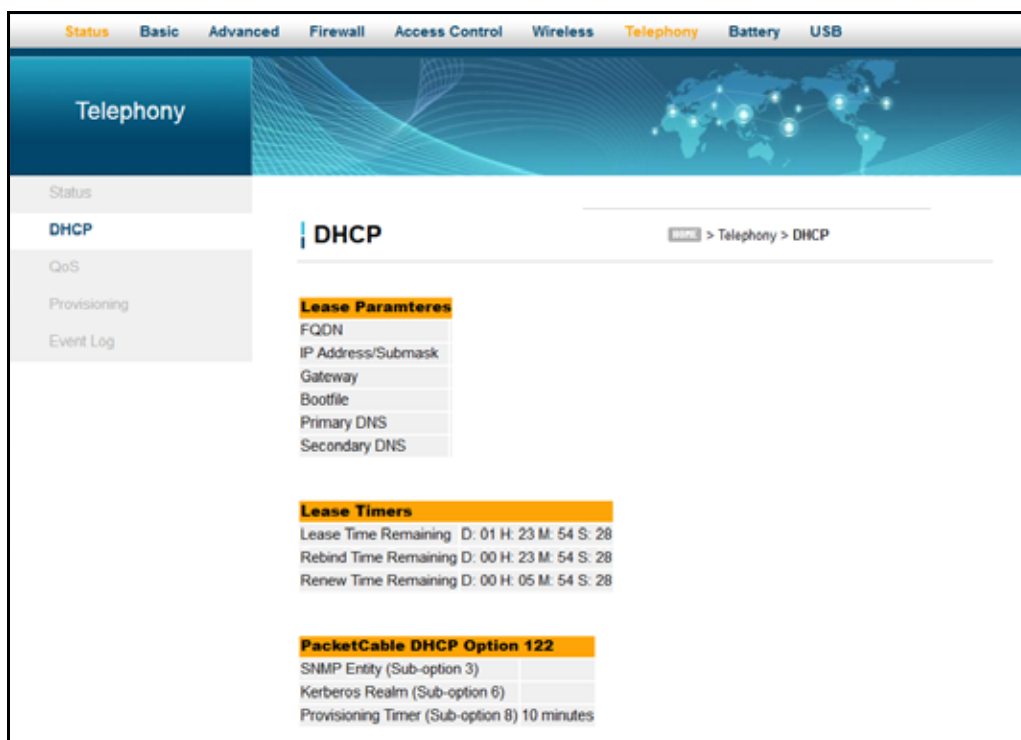 Status Basic Advanced Firewall Access Control Wireless Telephony Battery USB
Telephony
Status
DHCP
QoS
Provisioning
Event Log
DHCP
HOME > Telephony > DHCP
Lease Paramteres
FQDN
IP Address/Submask
Gateway
Bootfile
Primary DNS
Secondary DNS
Lease Timers
Lease Time Remaining D: 01 H: 23 M: 54 S: 28
Rebind Time Remaining D: 00 H: 23 M: 54 S: 28
Renew Time Remaining D: 00 H: 05 M: 54 S: 28
PacketCable DHCP Option 122
SNMP Entity (Sub-option 3)
Kerberos Realm (Sub-option 6)
Provisioning Timer (Sub-option 8) 10 minutes